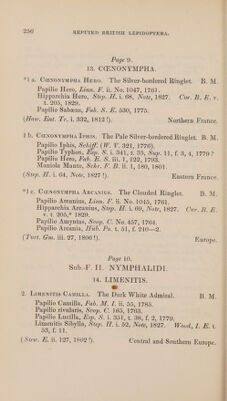 256 REPUTED BRITISH LEPIDOPTERA.
Page 9.
13. CŒNONYMPHA.
*1 a. CŒNONYMPHA HERO. The Silver-bordered Ringlet. B. M.
Papilio Hero, Linn. F. ii. No. 1047, 1761.
Hipparchia Hero, Step. H. i. 68, Note, 1827. Cur. B. E. v.
t. 205, 1829.
Papilio Sabæus, Fab. S. E. 530, 1775.
(Haw. Ent. Tr. i. 332, 1812!). Northern France.
1 b. CŒNONYMPHA IPHIS. The Pale Silver-bordered Ringlet. B. M.
Papilio Iphis, Schiff. (W. F. 321, 1776).
Papilio Typhon, Esp. S. i. 341, t. 35, Sup. 11, f. 3, 4, 1779?
Papilio Hero, Fab. E. S. iii. 1, 122, 1793.
Maniola Mante, Schr. F. B. ii. 1, 180, 1801.
(Step. H. i. 64, Note, 1827!). Eastern France.
*1 c. CŒNONYMPHA ARCANIUS. The Clouded Ringlet. B. M.
Papilio Arcanius, Linn. F. ii. No. 1045, 1761.
Hipparchia Arcanius, Step. H. i. 69, Note, 1827. Cur. B. E.
v. t. 205,* 1829.
Papilio Amyntas, Scop. C. No. 457, 1764.
Papilio Arcania, Hüb. Pa. t. 51, f. 240—2.
(Turt. Gm. iii. 27, 1806!). Europe.
Page 10.
Sub-F. II. NYMPHALIDI.
14. LIMENITIS.
2. LIMENITIS CAMILLA. The Dark White Admiral. B. M.
Papilio Camilla, Fab. M. I. ii. 55, 1785.
Papilio rivularis, Scop. C. 165, 1763.
Papilio Lucilla, Esp. S. i. 351, t. 38, f. 2, 1779.
Limenitis Sibylla, Step. H. i. 52, Note, 1827. Wood, I. E. t.
53, f. 11.
(Stew. E. ii. 127, 1802!). Central and Southern Europe.